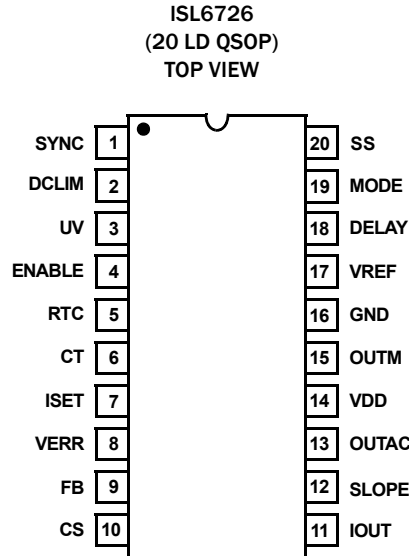 ISL6726
(20 LD QSOP)
TOP VIEW
SYNC 1 20 SS
DCLIM 2 19 MODE
UV 3 18 DELAY
ENABLE 4 17 VREF
RTC 5 16 GND
CT 6 15 OUTM
ISET 7 14 VDD
VERR 8 13 OUTAC
FB 9 12 SLOPE
CS 10 11 IOUT